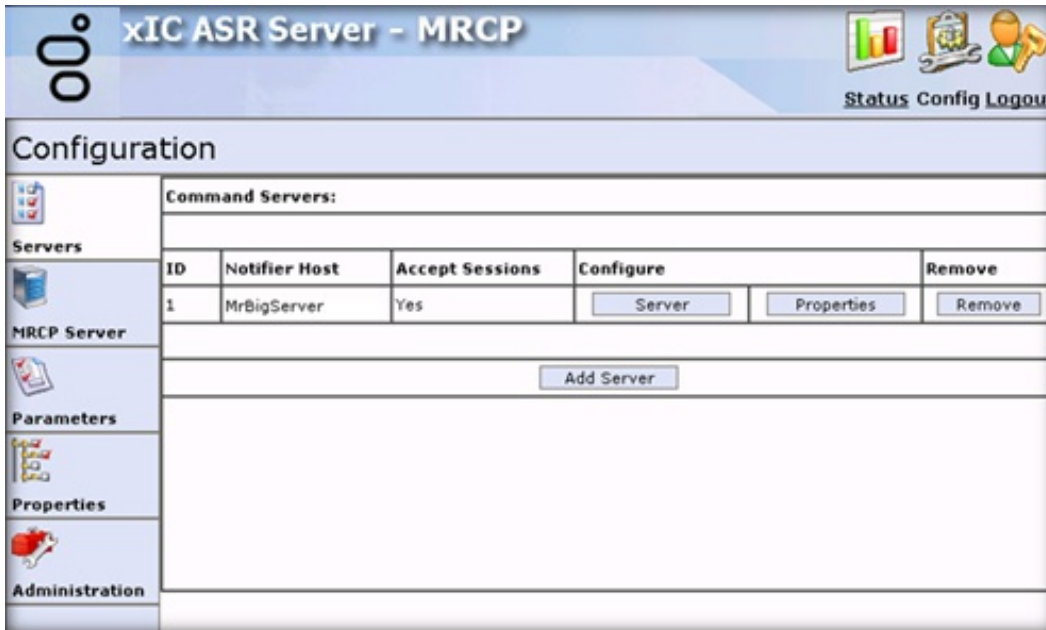 xIC ASR Server - MRCP
Status Config Logou
Configuration
Servers
MRCP Server
Parameters
Properties
Administration
Command Servers:
ID Notifier Host Accept Sessions Configure Remove
1 MrBigServer Yes Server Properties Remove
Add Server